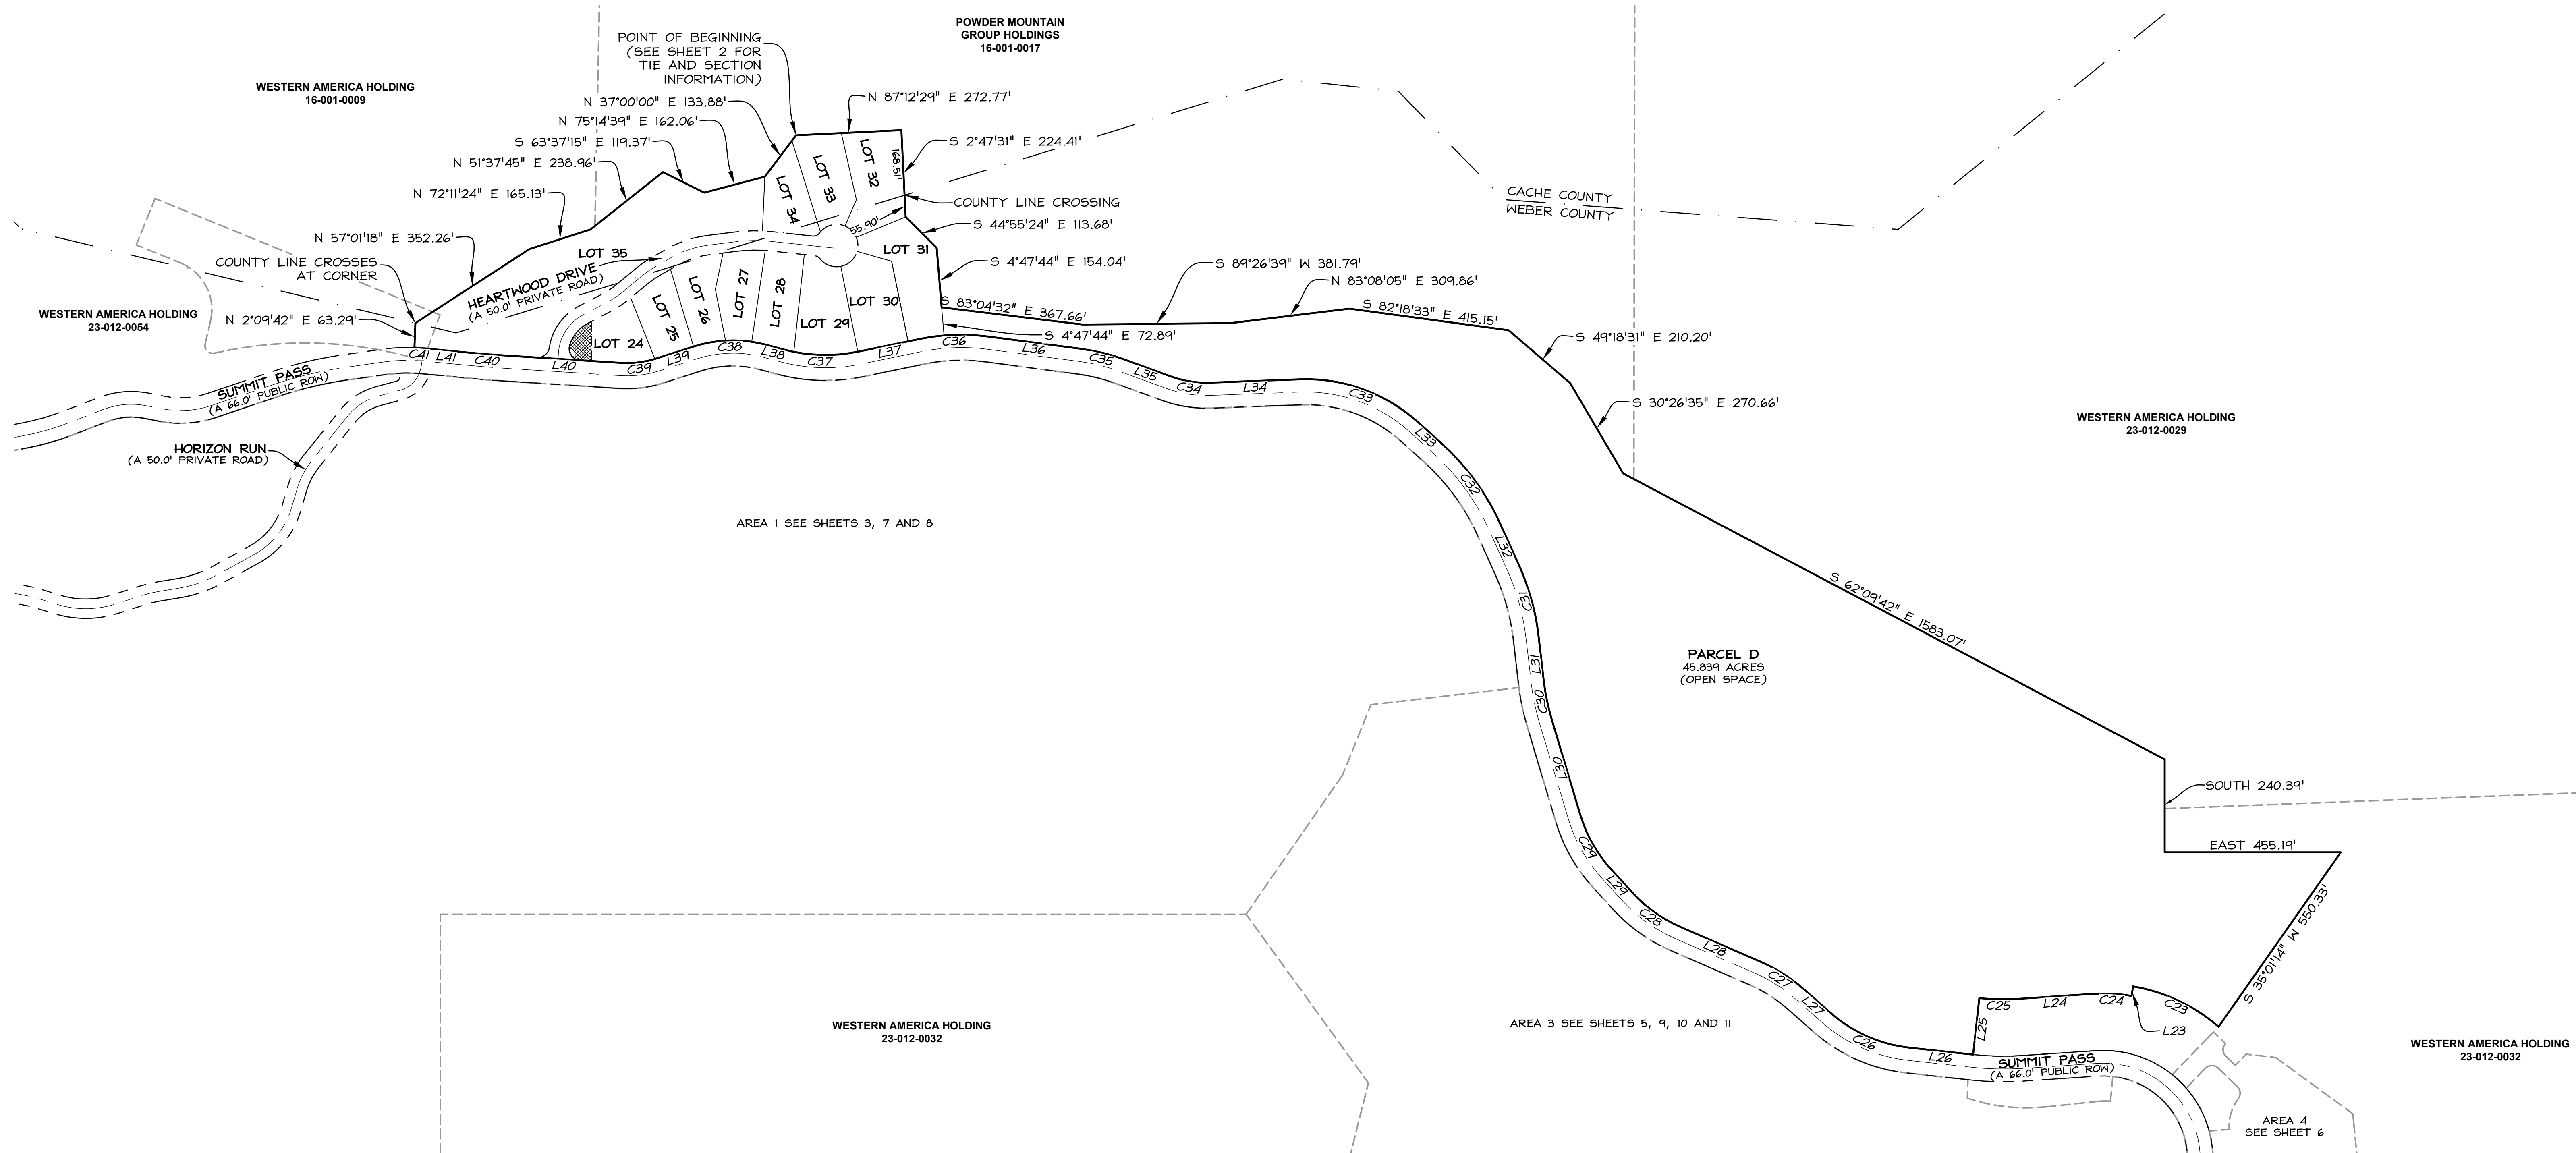 POWDER MOUNTAIN
GROUP HOLDINGS
16-001-0017
POINT OF BEGINNING
(SEE SHEET 2 FOR
TIE AND SECTION
INFORMATION)
WESTERN AMERICA HOLDING
16-001-0009
N 37°00'00" E 133.88'
N 87°12'29" E 272.77'
N 75°14'39" E 162.06'
S 63°37'15" E 119.37'
S 2°47'31" E 224.41'
N 51°37'45" E 238.96'
168.51'
LOT 32
LOT 33
LOT 34
N 72°11'24" E 165.13'
CACHE COUNTY
WEBER COUNTY
COUNTY LINE CROSSING
55.90'
S 44°55'24" E 113.68'
N 57°01'18" E 352.26'
LOT 35
LOT 31
COUNTY LINE CROSSES
AT CORNER
HEARTWOOD DRIVE
(A 50.0' PRIVATE ROAD)
S 4°47'44" E 154.04'
S 89°26'39" W 381.79'
N 83°08'05" E 309.86'
WESTERN AMERICA HOLDING
23-012-0054
N 2°09'42" E 63.29'
LOT 25
LOT 26
LOT 27
LOT 28
LOT 30
S 83°04'32" E 367.66'
S 82°18'33" E 415.15'
LOT 24
LOT 29
S 4°47'44" E 72.89'
S 49°18'31" E 210.20'
C41
L41
C40
L40
C39
L39
C38
L38
C37
L37
C36
L36
C35
L35
C34
L34
C33
SUMMIT PASS
(A 66.0' PUBLIC ROW)
S 30°26'35" E 270.66'
WESTERN AMERICA HOLDING
23-012-0029
L33
HORIZON RUN
(A 50.0' PRIVATE ROAD)
C32
AREA 1 SEE SHEETS 3, 7 AND 8
L32
C31
S 62°09'42" E 1583.07'
L31
PARCEL D
45.839 ACRES
(OPEN SPACE)
C30
L30
SOUTH 240.39'
C29
EAST 455.19'
L29
C28
S 35°01'14" W 550.33'
L28
C27
L27
C25
L24
C24
C23
L23
L25
WESTERN AMERICA HOLDING
23-012-0032
AREA 3 SEE SHEETS 5, 9, 10 AND 11
C26
L26
SUMMIT PASS
(A 66.0' PUBLIC ROW)
WESTERN AMERICA HOLDING
23-012-0032
AREA 4
SEE SHEET 6